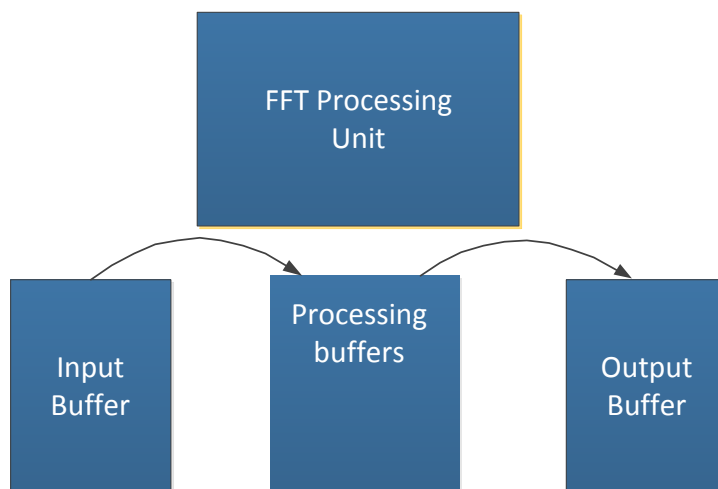 FFT Processing
Unit
Input
Buffer
Processing
buffers
Output
Buffer